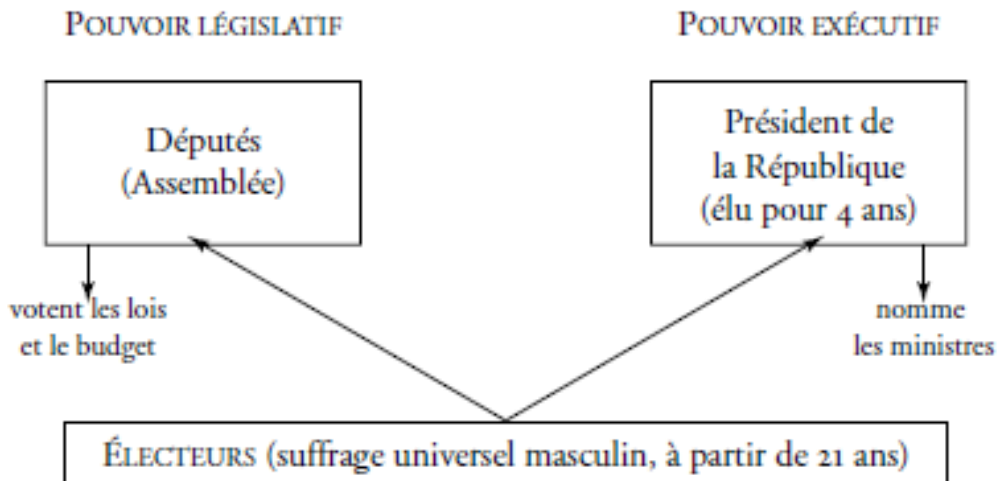 POUVOIR LÉGISLATIF
POUVOIR EXÉCUTIF
Députés
(Assemblée)
Président de
la République
(élu pour 4 ans)
votent les lois
et le budget
nomme
les ministres
ÉLECTEURS (suffrage universel masculin, à partir de 21 ans)